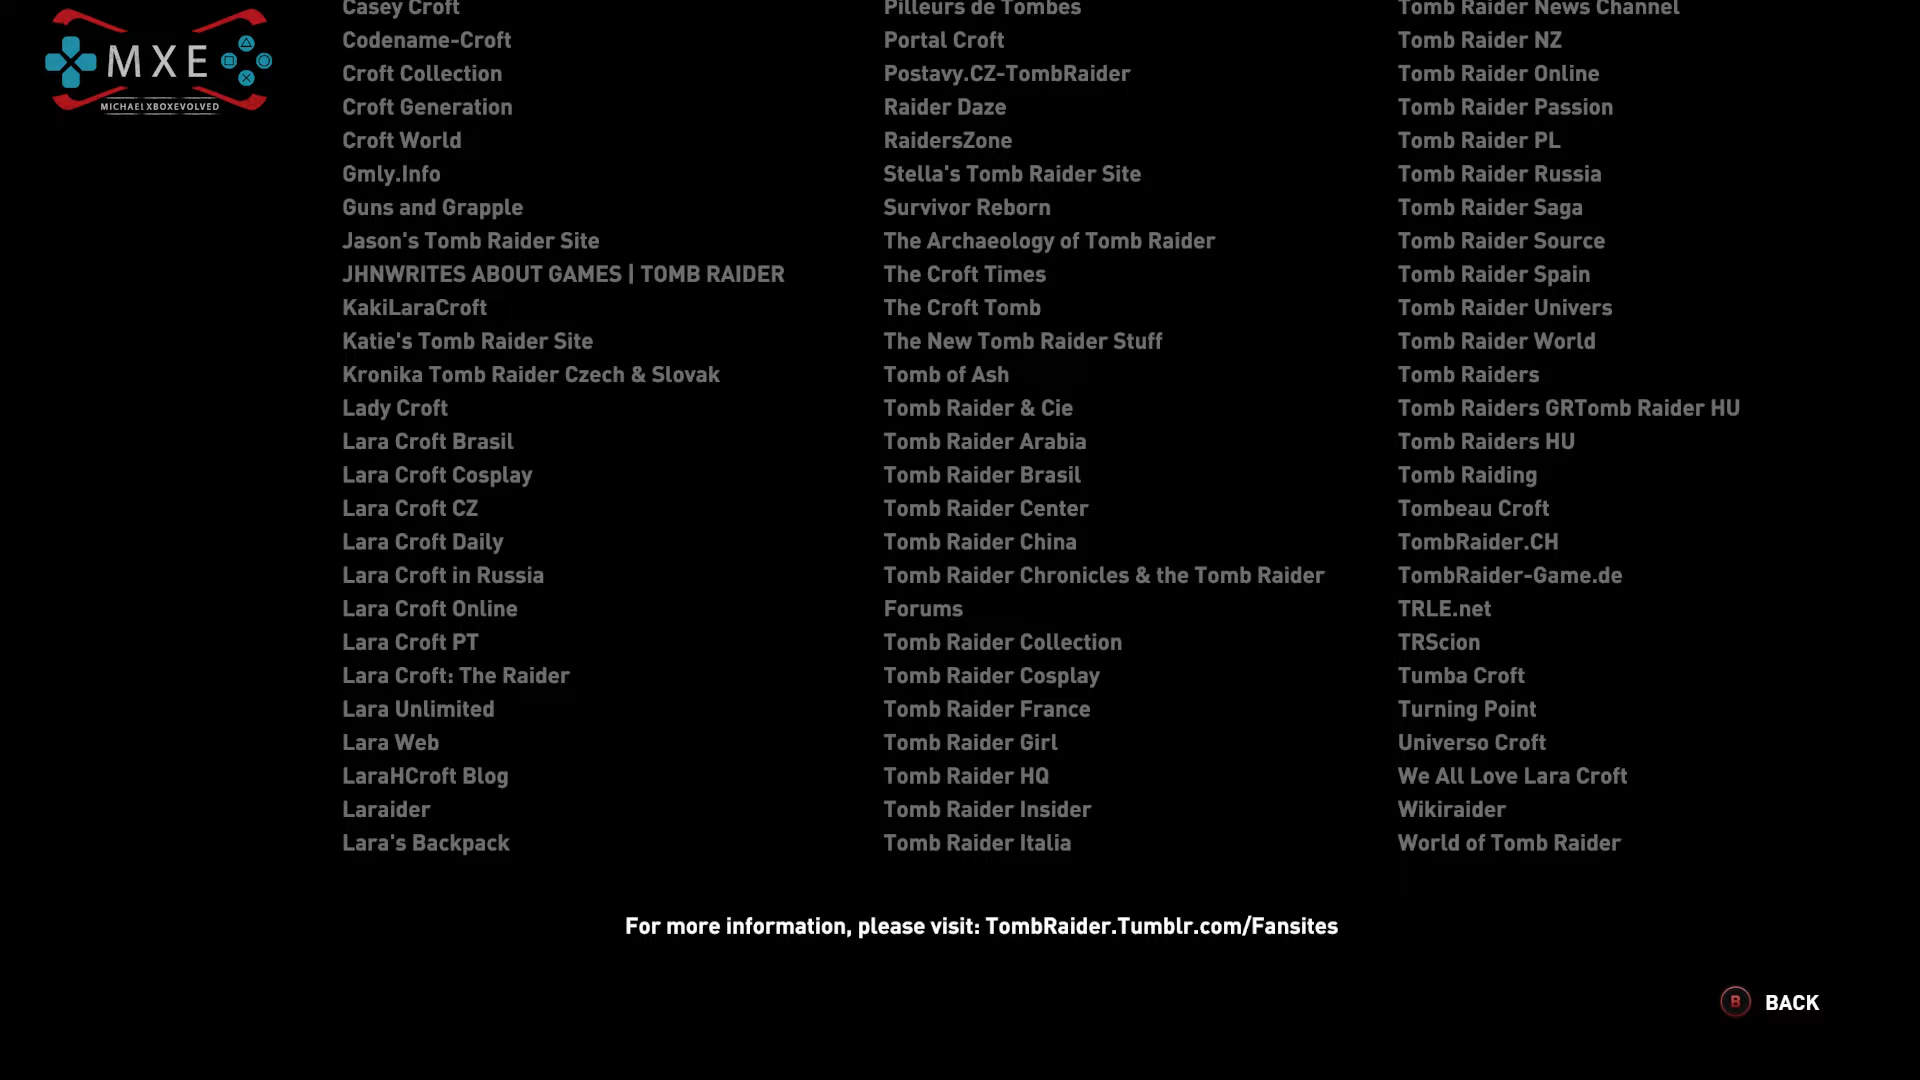 MXE
MICHAELXBOXEVOLVED
Casey Croft
Codename-Croft
Croft Collection
Croft Generation
Croft World
Gmly.Info
Guns and Grapple
Jason's Tomb Raider Site
JHNWRITES ABOUT GAMES | TOMB RAIDER
KakiLaraCroft
Katie's Tomb Raider Site
Kronika Tomb Raider Czech & Slovak
Lady Croft
Lara Croft Brasil
Lara Croft Cosplay
Lara Croft CZ
Lara Croft Daily
Lara Croft in Russia
Lara Croft Online
Lara Croft PT
Lara Croft: The Raider
Lara Unlimited
Lara Web
LaraHCroft Blog
Laraider
Lara's Backpack
Pilleurs de Tombes
Portal Croft
Postavy.CZ-TombRaider
Raider Daze
RaidersZone
Stella's Tomb Raider Site
Survivor Reborn
The Archaeology of Tomb Raider
The Croft Times
The Croft Tomb
The New Tomb Raider Stuff
Tomb of Ash
Tomb Raider & Cie
Tomb Raider Arabia
Tomb Raider Brasil
Tomb Raider Center
Tomb Raider China
Tomb Raider Chronicles & the Tomb Raider
Forums
Tomb Raider Collection
Tomb Raider Cosplay
Tomb Raider France
Tomb Raider Girl
Tomb Raider HQ
Tomb Raider Insider
Tomb Raider Italia
Tomb Raider News Channel
Tomb Raider NZ
Tomb Raider Online
Tomb Raider Passion
Tomb Raider PL
Tomb Raider Russia
Tomb Raider Saga
Tomb Raider Source
Tomb Raider Spain
Tomb Raider Univers
Tomb Raider World
Tomb Raiders
Tomb Raiders GRTomb Raider HU
Tomb Raiders HU
Tomb Raiding
Tombeau Croft
TombRaider.CH
TombRaider-Game.de
TRLE.net
TRScion
Tumba Croft
Turning Point
Universo Croft
We All Love Lara Croft
Wikiraider
World of Tomb Raider
For more information, please visit: TombRaider.Tumblr.com/Fansites
B BACK